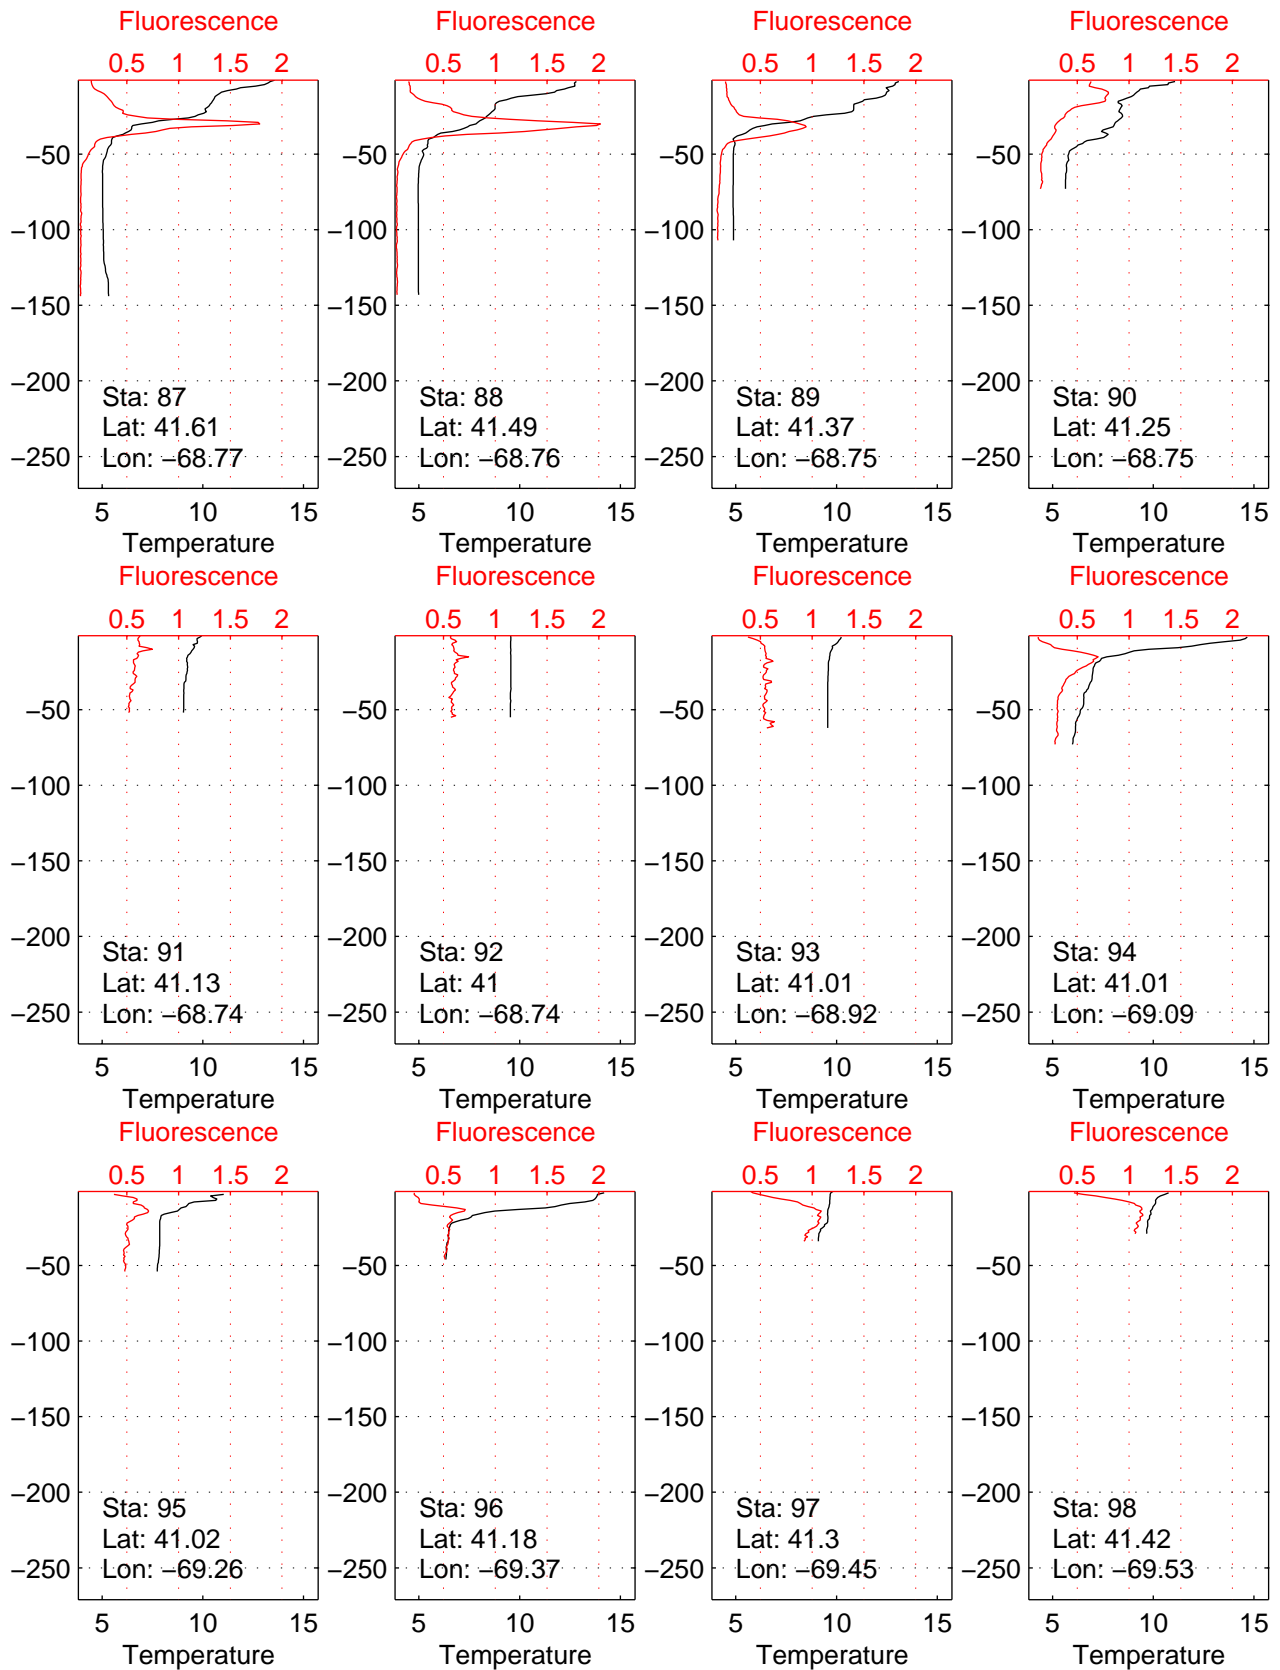 Fluorescence Fluorescence Fluorescence Fluorescence
0.5 1 1.5 2 0.5 1 1.5 2 0.5 1 1.5 2 0.5 1 1.5 2
−50 −50 −50 −50
−100 −100 −100 −100
−150 −150 −150 −150
−200 −200 −200 −200
Sta: 87 Sta: 88 Sta: 89 Sta: 90
Lat: 41.61 Lat: 41.49 Lat: 41.37 Lat: 41.25
−250 Lon: −68.77 −250 Lon: −68.76 −250 Lon: −68.75 −250 Lon: −68.75
5 10 15 5 10 15 5 10 15 5 10 15
Temperature Temperature Temperature Temperature
Fluorescence Fluorescence Fluorescence Fluorescence
0.5 1 1.5 2 0.5 1 1.5 2 0.5 1 1.5 2 0.5 1 1.5 2
−50 −50 −50 −50
−100 −100 −100 −100
−150 −150 −150 −150
−200 −200 −200 −200
Sta: 91 Sta: 92 Sta: 93 Sta: 94
Lat: 41.13 Lat: 41 Lat: 41.01 Lat: 41.01
−250 Lon: −68.74 −250 Lon: −68.74 −250 Lon: −68.92 −250 Lon: −69.09
5 10 15 5 10 15 5 10 15 5 10 15
Temperature Temperature Temperature Temperature
Fluorescence Fluorescence Fluorescence Fluorescence
0.5 1 1.5 2 0.5 1 1.5 2 0.5 1 1.5 2 0.5 1 1.5 2
−50 −50 −50 −50
−100 −100 −100 −100
−150 −150 −150 −150
−200 −200 −200 −200
Sta: 95 Sta: 96 Sta: 97 Sta: 98
Lat: 41.02 Lat: 41.18 Lat: 41.3 Lat: 41.42
−250 Lon: −69.26 −250 Lon: −69.37 −250 Lon: −69.45 −250 Lon: −69.53
5 10 15 5 10 15 5 10 15 5 10 15
Temperature Temperature Temperature Temperature